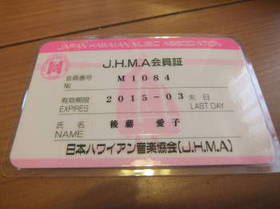 JAPAN HAWAIIAN MUSIC ASSOCIATION
J.H.M.A会員証
会員番号 M1084
№
有効期限 2015-03 末日
EXPIRES LAST DAY
氏名 後藤 愛子
NAME
日本ハワイアン音楽協会(J.H.M.A)